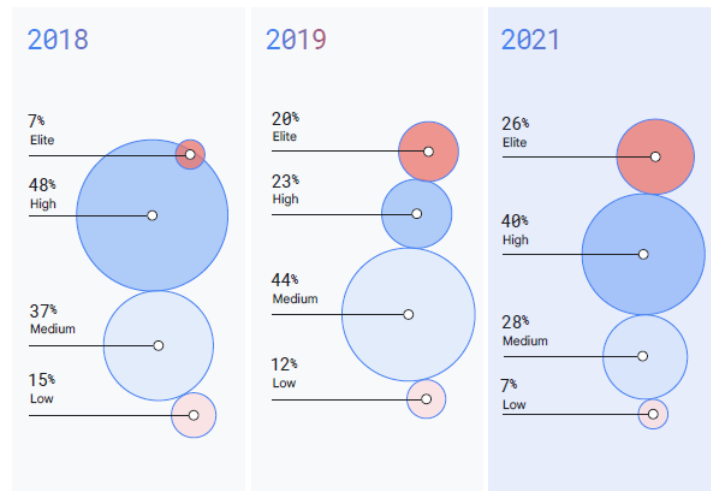 2018
7%
Elite
48%
High
37%
Medium
15%
Low
2019
20%
Elite
23%
High
44%
Medium
12%
Low
2021
26%
Elite
40%
High
28%
Medium
7%
Low